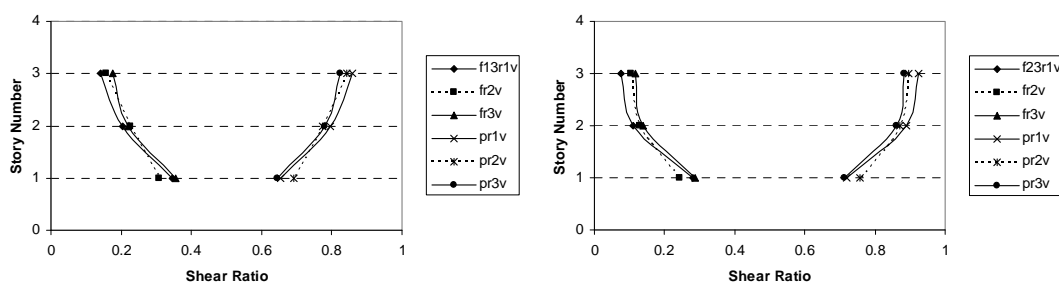 4
3
2
1
0
Story Number
0 0.2 0.4 0.6 0.8 1
Shear Ratio
f13r1v
fr2v
fr3v
pr1v
pr2v
pr3v
4
3
2
1
0
Story Number
0 0.2 0.4 0.6 0.8 1
Shear Ratio
f23r1v
fr2v
fr3v
pr1v
pr2v
pr3v